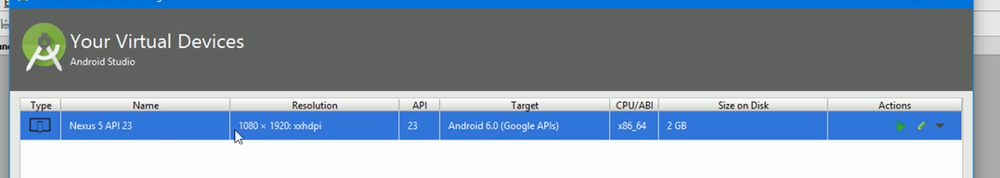 Your Virtual Devices
Android Studio
Type Name Resolution API Target CPU/ABI Size on Disk Actions
Nexus 5 API 23 1080 × 1920: xxhdpi 23 Android 6.0 (Google APIs) x86_64 2 GB